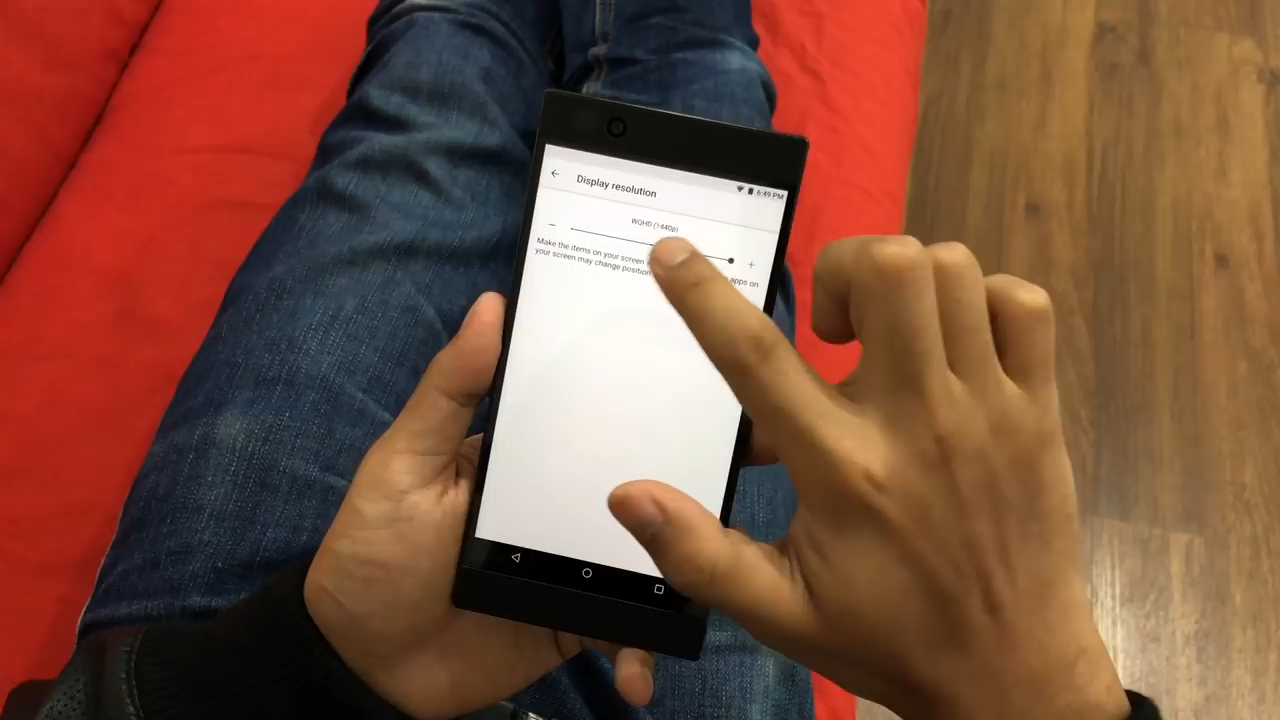 6:49 PM
Display resolution
WQHD (1440p)
Make the items on your screen
your screen may change position
apps on